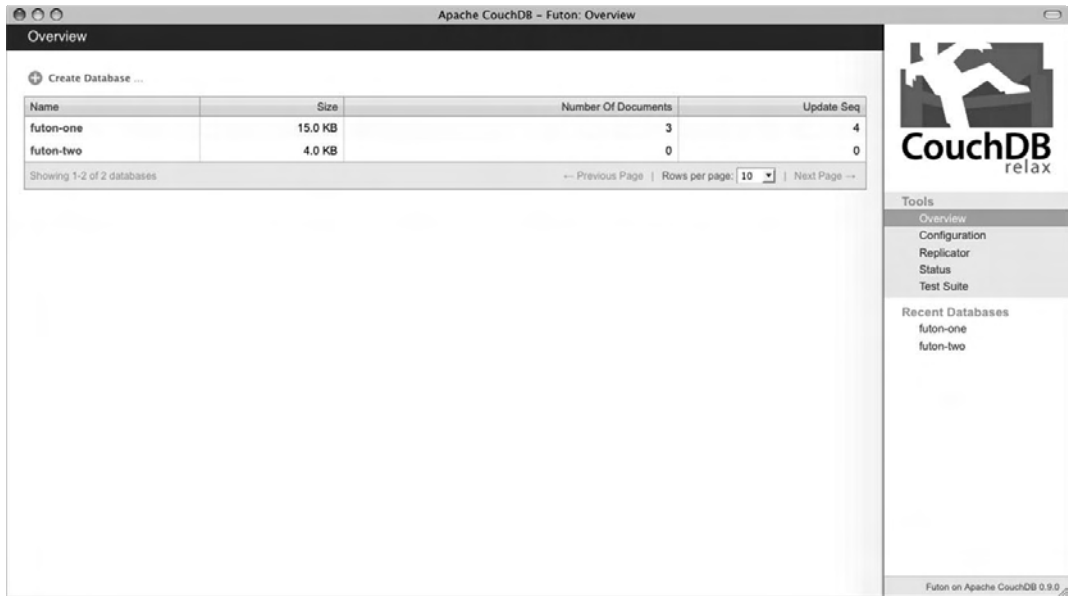 Apache CouchDB – Futon: Overview
Overview
Create Database ...
Name Size Number Of Documents Update Seq
futon-one 15.0 KB 3 4
futon-two 4.0 KB 0 0
Showing 1-2 of 2 databases ← Previous Page | Rows per page: 10 | Next Page →
CouchDB
relax
Tools
Overview
Configuration
Replicator
Status
Test Suite
Recent Databases
futon-one
futon-two
Futon on Apache CouchDB 0.9.0